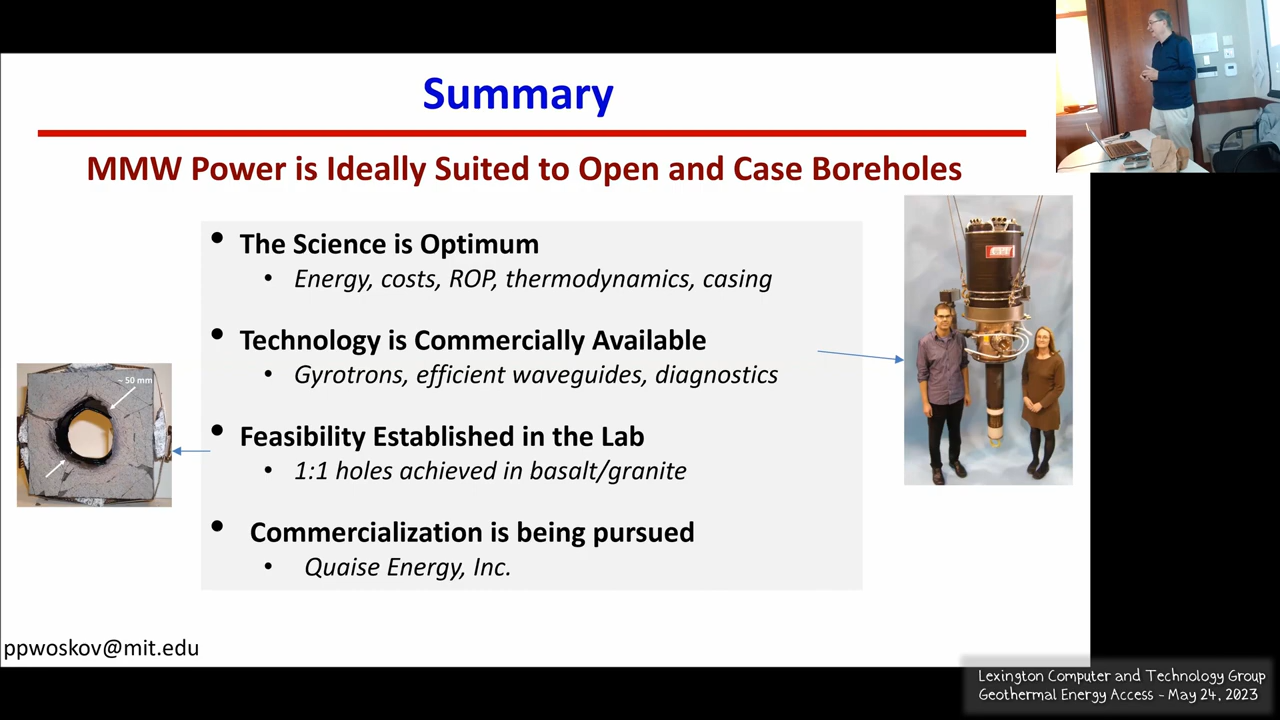 Summary
MMW Power is Ideally Suited to Open and Case Boreholes
• The Science is Optimum
• Energy, costs, ROP, thermodynamics, casing
• Technology is Commercially Available
• Gyrotrons, efficient waveguides, diagnostics
~ 50 mm
• Feasibility Established in the Lab
• 1:1 holes achieved in basalt/granite
• Commercialization is being pursued
• Quaise Energy, Inc.
ppwoskov@mit.edu
Lexington Computer and Technology Group
Geothermal Energy Access - May 24, 2023